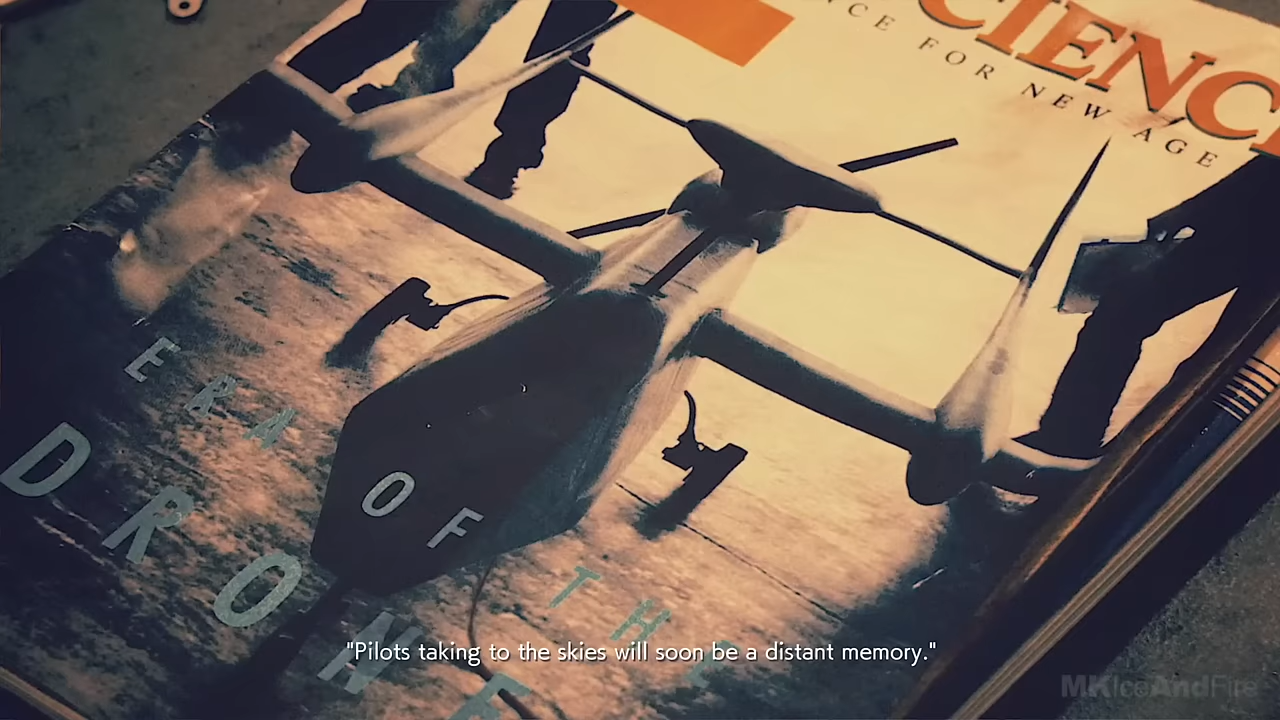 CIENC
NCE FOR NEW AGE
ERA OF THE
DRONE
"Pilots taking to the skies will soon be a distant memory."
MKIceAndFire